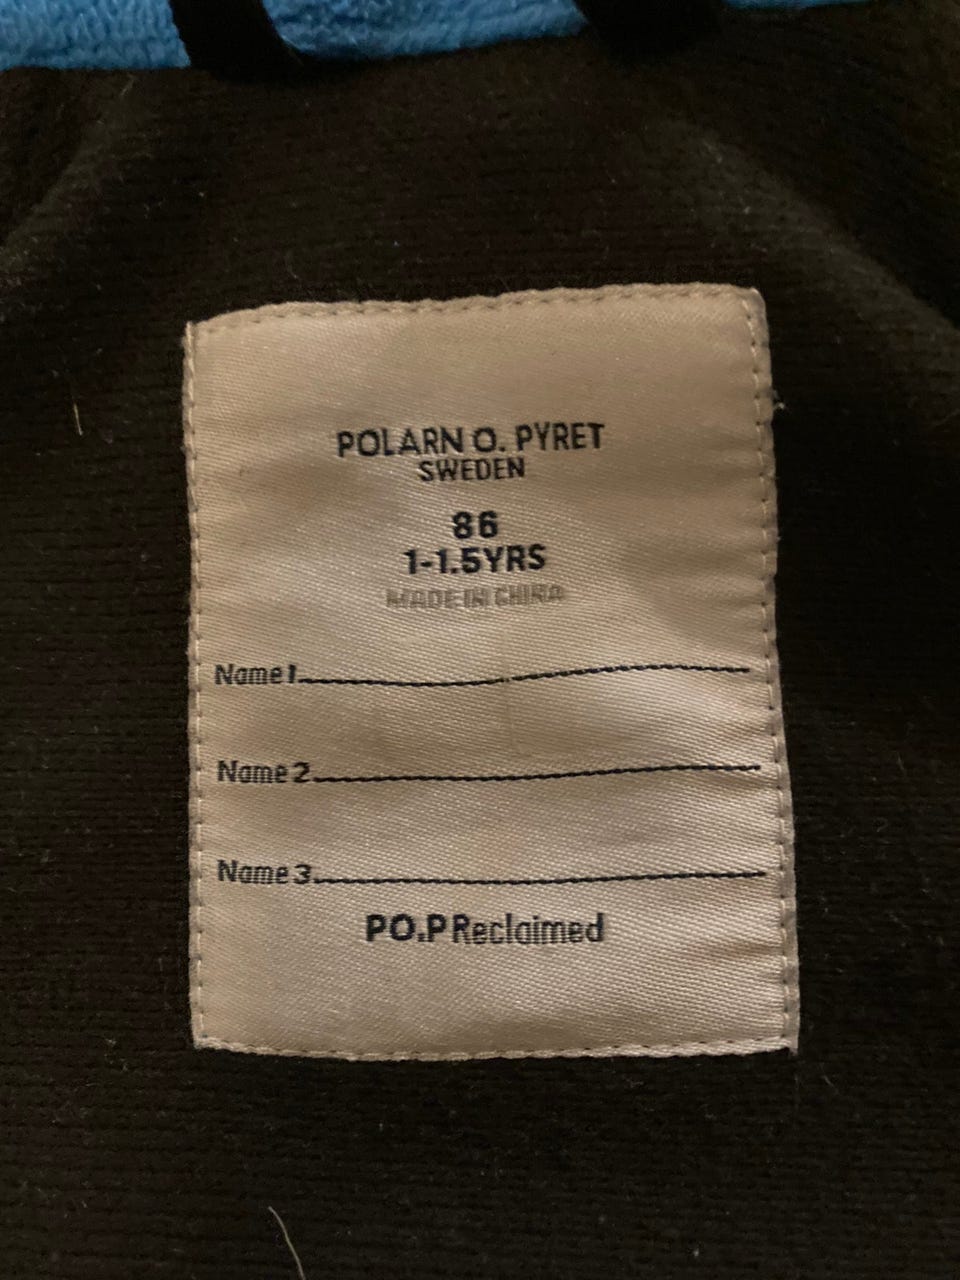 POLARN O. PYRET
SWEDEN
86
1-1.5YRS
MADE IN CHINA
Name 1
Name 2
Name 3
PO.P Reclaimed